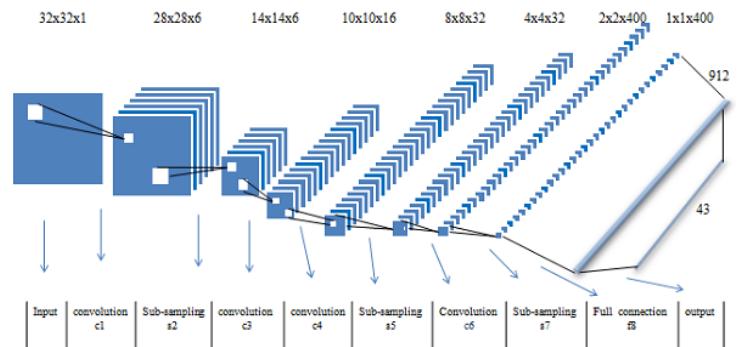 32x32x1 28x28x6 14x14x6 10x10x16 8x8x32 4x4x32 2x2x400 1x1x400
912
43
Input convolution Sub-sampling convolution convolution Sub-sampling Convolution Sub-sampling Full connection output
c1 s2 c3 c4 s5 c6 s7 f8